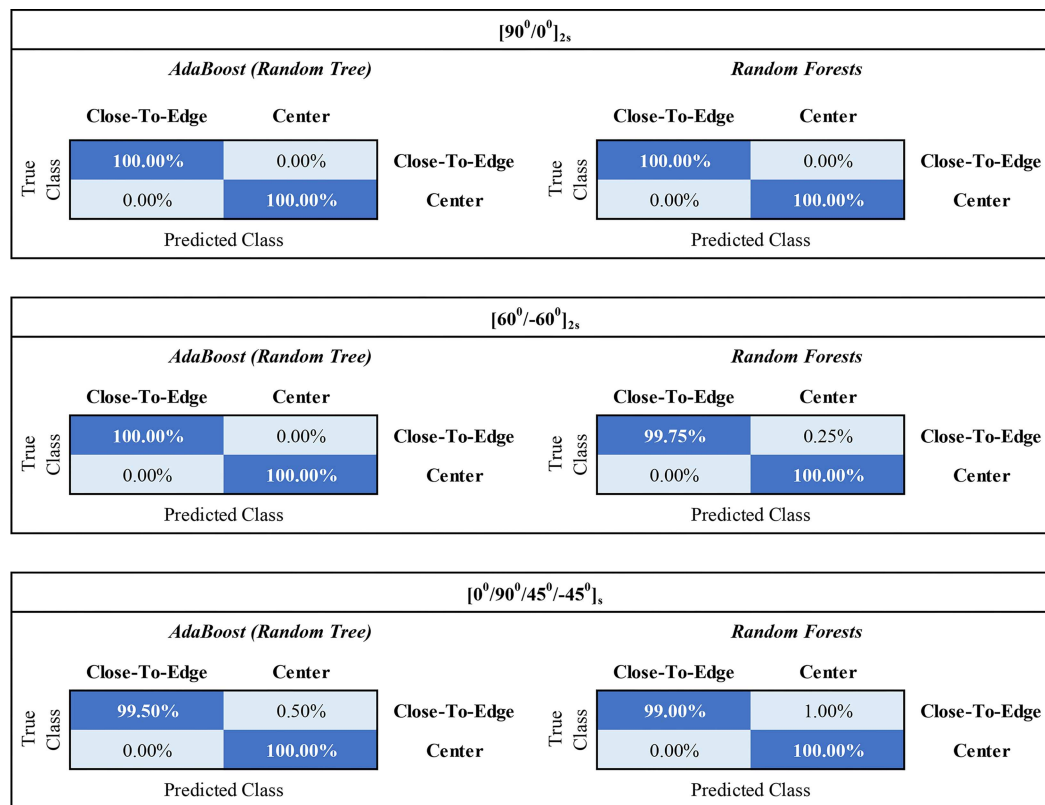 [90⁰/0⁰]₂ₛ
AdaBoost (Random Tree) Random Forests
Close-To-Edge Center Close-To-Edge Center
True Class 100.00% 0.00% Close-To-Edge True Class 100.00% 0.00% Close-To-Edge
0.00% 100.00% Center 0.00% 100.00% Center
Predicted Class Predicted Class
[60⁰/-60⁰]₂ₛ
AdaBoost (Random Tree) Random Forests
Close-To-Edge Center Close-To-Edge Center
True Class 100.00% 0.00% Close-To-Edge True Class 99.75% 0.25% Close-To-Edge
0.00% 100.00% Center 0.00% 100.00% Center
Predicted Class Predicted Class
[0⁰/90⁰/45⁰/-45⁰]ₛ
AdaBoost (Random Tree) Random Forests
Close-To-Edge Center Close-To-Edge Center
True Class 99.50% 0.50% Close-To-Edge True Class 99.00% 1.00% Close-To-Edge
0.00% 100.00% Center 0.00% 100.00% Center
Predicted Class Predicted Class